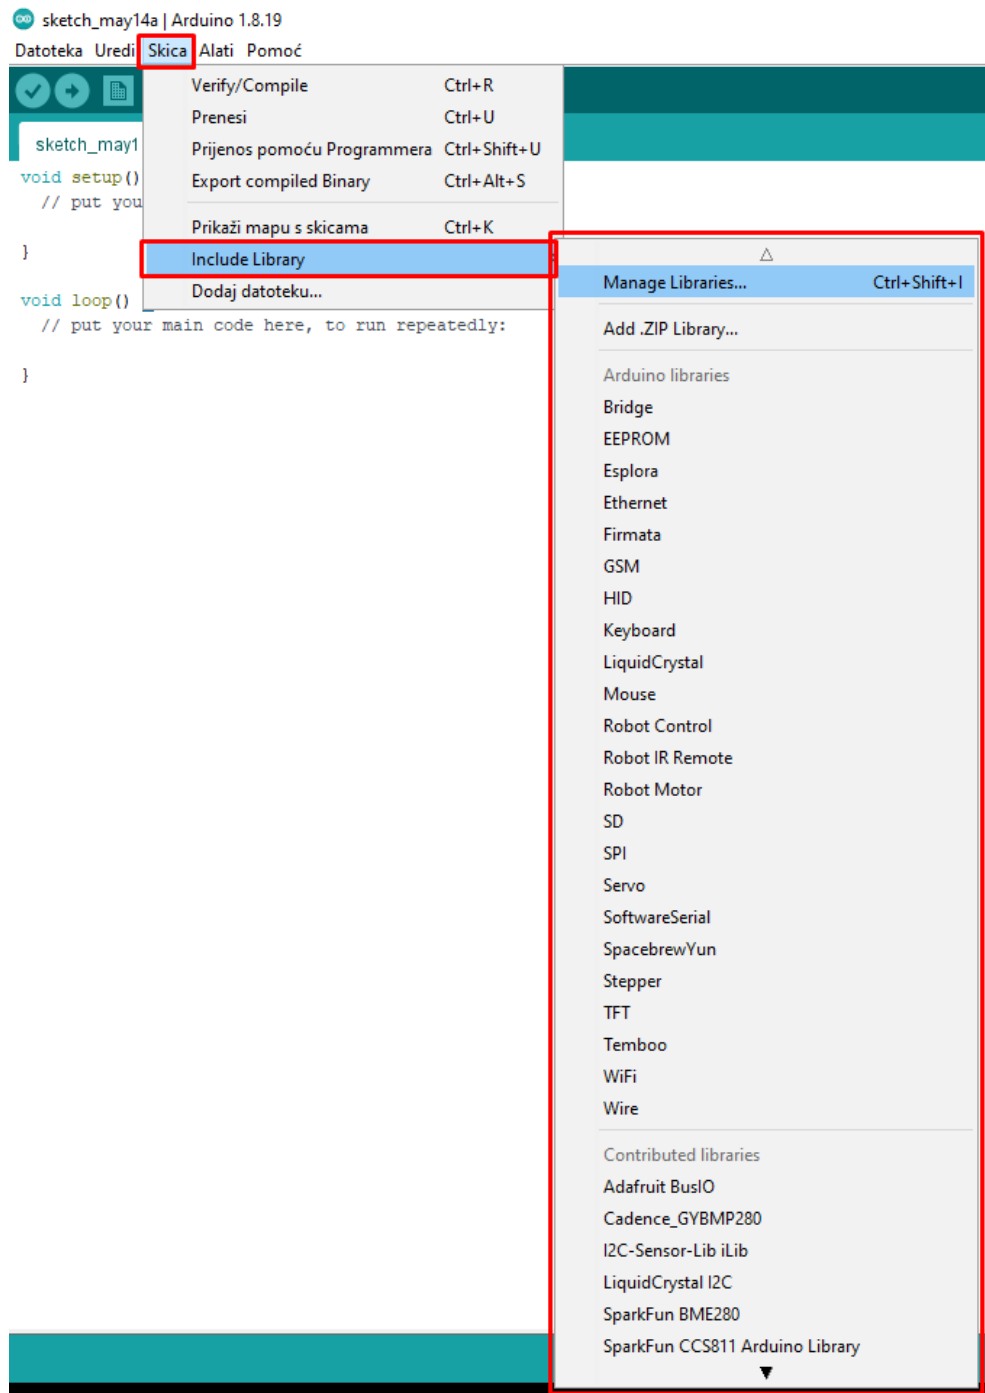 sketch_may14a | Arduino 1.8.19
Datoteka Uredi Skica Alati Pomoć
Verify/Compile Ctrl+R
Prenesi Ctrl+U
Prijenos pomoću Programmera Ctrl+Shift+U
Export compiled Binary Ctrl+Alt+S
Prikaži mapu s skicama Ctrl+K
Include Library
Dodaj datoteku...
sketch_may1
void setup()
// put you
}
void loop()
// put your main code here, to run repeatedly:
}
Manage Libraries... Ctrl+Shift+I
Add .ZIP Library...
Arduino libraries
Bridge
EEPROM
Esplora
Ethernet
Firmata
GSM
HID
Keyboard
LiquidCrystal
Mouse
Robot Control
Robot IR Remote
Robot Motor
SD
SPI
Servo
SoftwareSerial
SpacebrewYun
Stepper
TFT
Temboo
WiFi
Wire
Contributed libraries
Adafruit BusIO
Cadence_GYBMP280
I2C-Sensor-Lib iLib
LiquidCrystal I2C
SparkFun BME280
SparkFun CCS811 Arduino Library